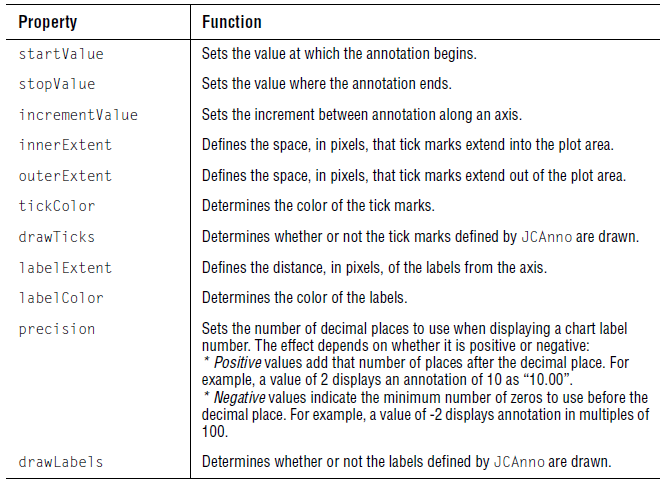 Property Function
startValue Sets the value at which the annotation begins.
stopValue Sets the value where the annotation ends.
incrementValue Sets the increment between annotation along an axis.
innerExtent Defines the space, in pixels, that tick marks extend into the plot area.
outerExtent Defines the space, in pixels, that tick marks extend out of the plot area.
tickColor Determines the color of the tick marks.
drawTicks Determines whether or not the tick marks defined by JCAnno are drawn.
labelExtent Defines the distance, in pixels, of the labels from the axis.
labelColor Determines the color of the labels.
precision Sets the number of decimal places to use when displaying a chart label
number. The effect depends on whether it is positive or negative:
* Positive values add that number of places after the decimal place. For
example, a value of 2 displays an annotation of 10 as “10.00”.
* Negative values indicate the minimum number of zeros to use before the
decimal place. For example, a value of -2 displays annotation in multiples of
100.
drawLabels Determines whether or not the labels defined by JCAnno are drawn.